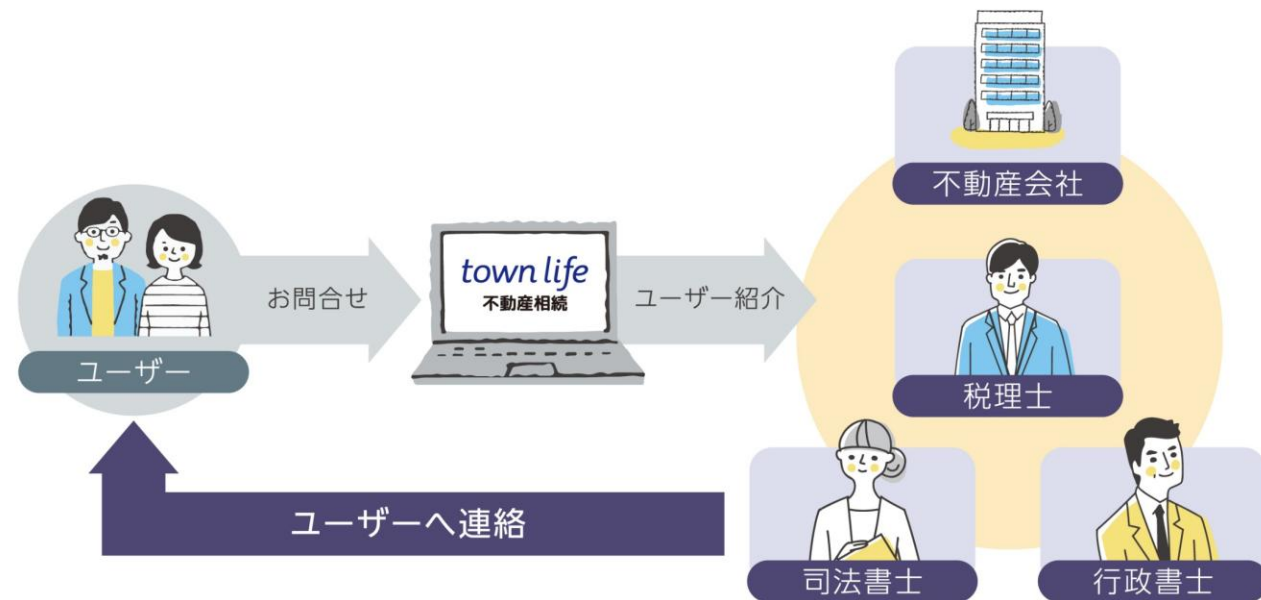 ユーザー
お問合せ
town life
不動産相続
ユーザー紹介
不動産会社
税理士
司法書士
行政書士
ユーザーへ連絡